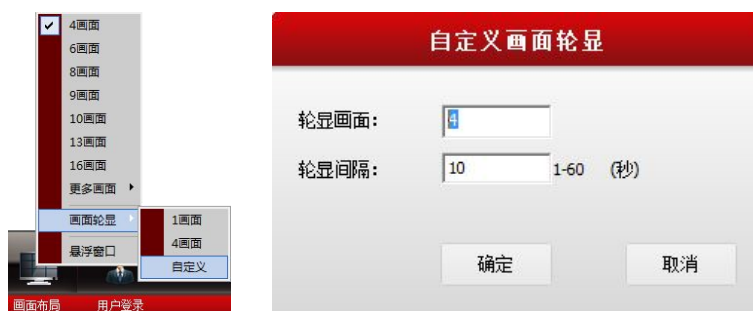 4画面
6画面
8画面
9画面
10画面
13画面
16画面
更多画面
画面轮显
悬浮窗口
1画面
4画面
自定义
画面布局
用户登录
自定义画面轮显
轮显画面：
4
轮显间隔：
10
1-60 （秒）
确定
取消